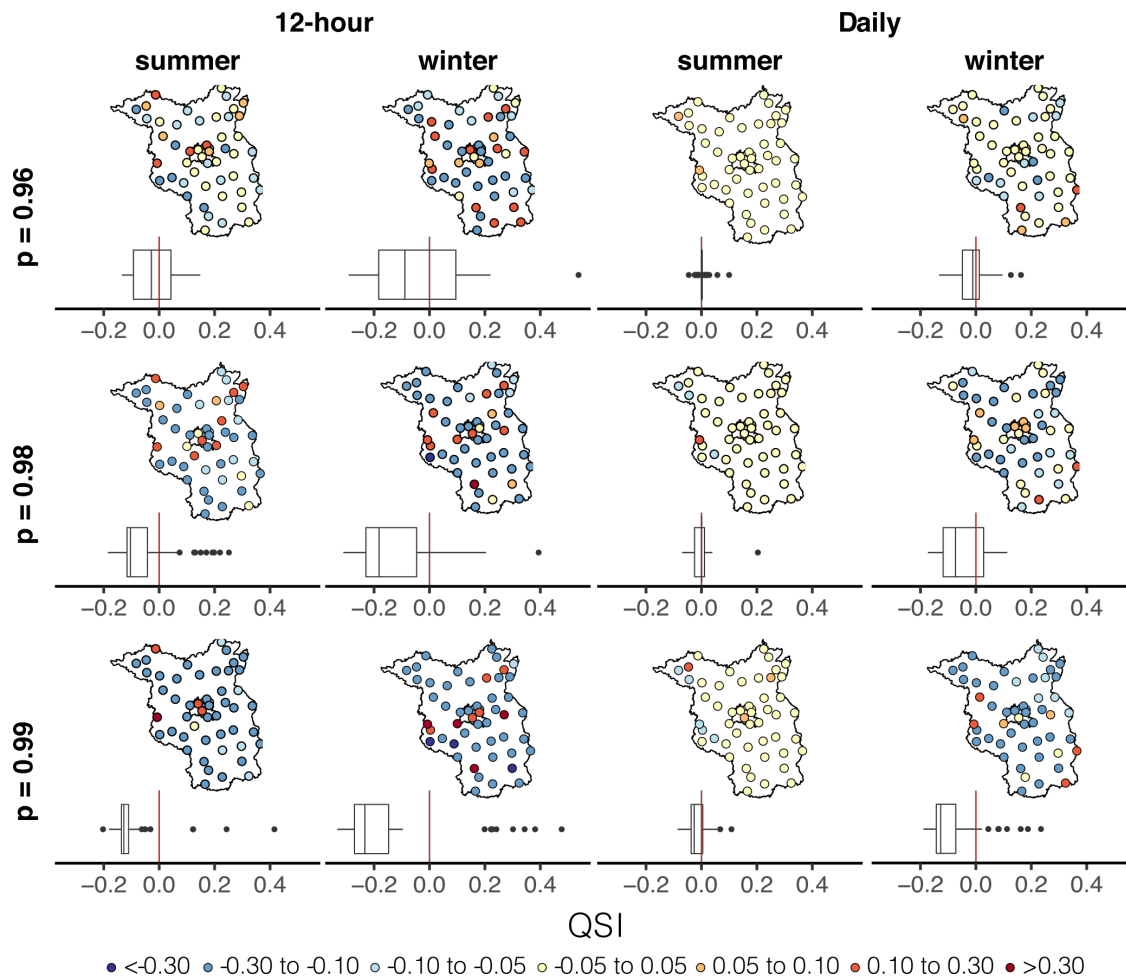 12-hour Daily
summer winter summer winter
p = 0.96
−0.2 0.0 0.2 0.4 −0.2 0.0 0.2 0.4 −0.2 0.0 0.2 0.4 −0.2 0.0 0.2 0.4
p = 0.98
−0.2 0.0 0.2 0.4 −0.2 0.0 0.2 0.4 −0.2 0.0 0.2 0.4 −0.2 0.0 0.2 0.4
p = 0.99
−0.2 0.0 0.2 0.4 −0.2 0.0 0.2 0.4 −0.2 0.0 0.2 0.4 −0.2 0.0 0.2 0.4
QSI
<-0.30 -0.30 to -0.10 -0.10 to -0.05 -0.05 to 0.05 0.05 to 0.10 0.10 to 0.30 >0.30